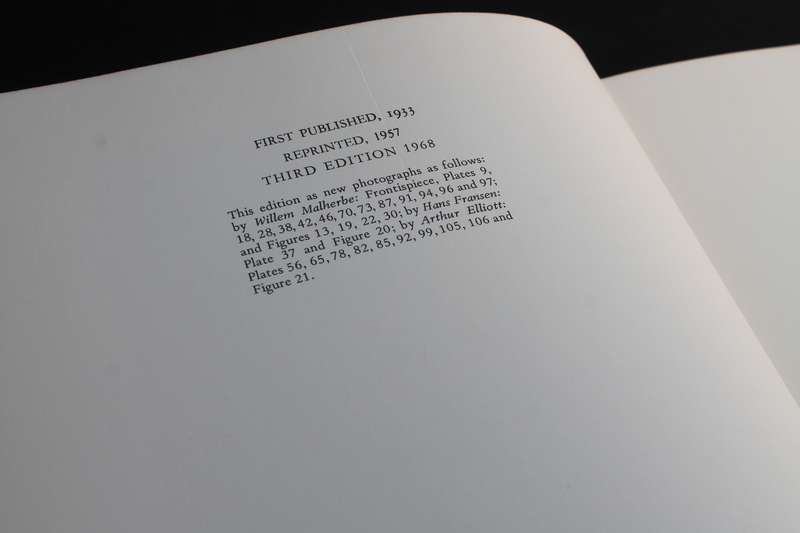 FIRST PUBLISHED, 1933
REPRINTED, 1957
THIRD EDITION 1968
This edition as new photographs as follows:
by Willem Malherbe: Frontispiece, Plates 9,
18, 28, 38, 42, 46, 70, 73, 87, 91, 94, 96 and 97;
and Figures 13, 19, 22, 30; by Hans Fransen:
Plate 37 and Figure 20; by Arthur Elliott:
Plates 56, 65, 78, 82, 85, 92, 99, 105, 106 and
Figure 21.